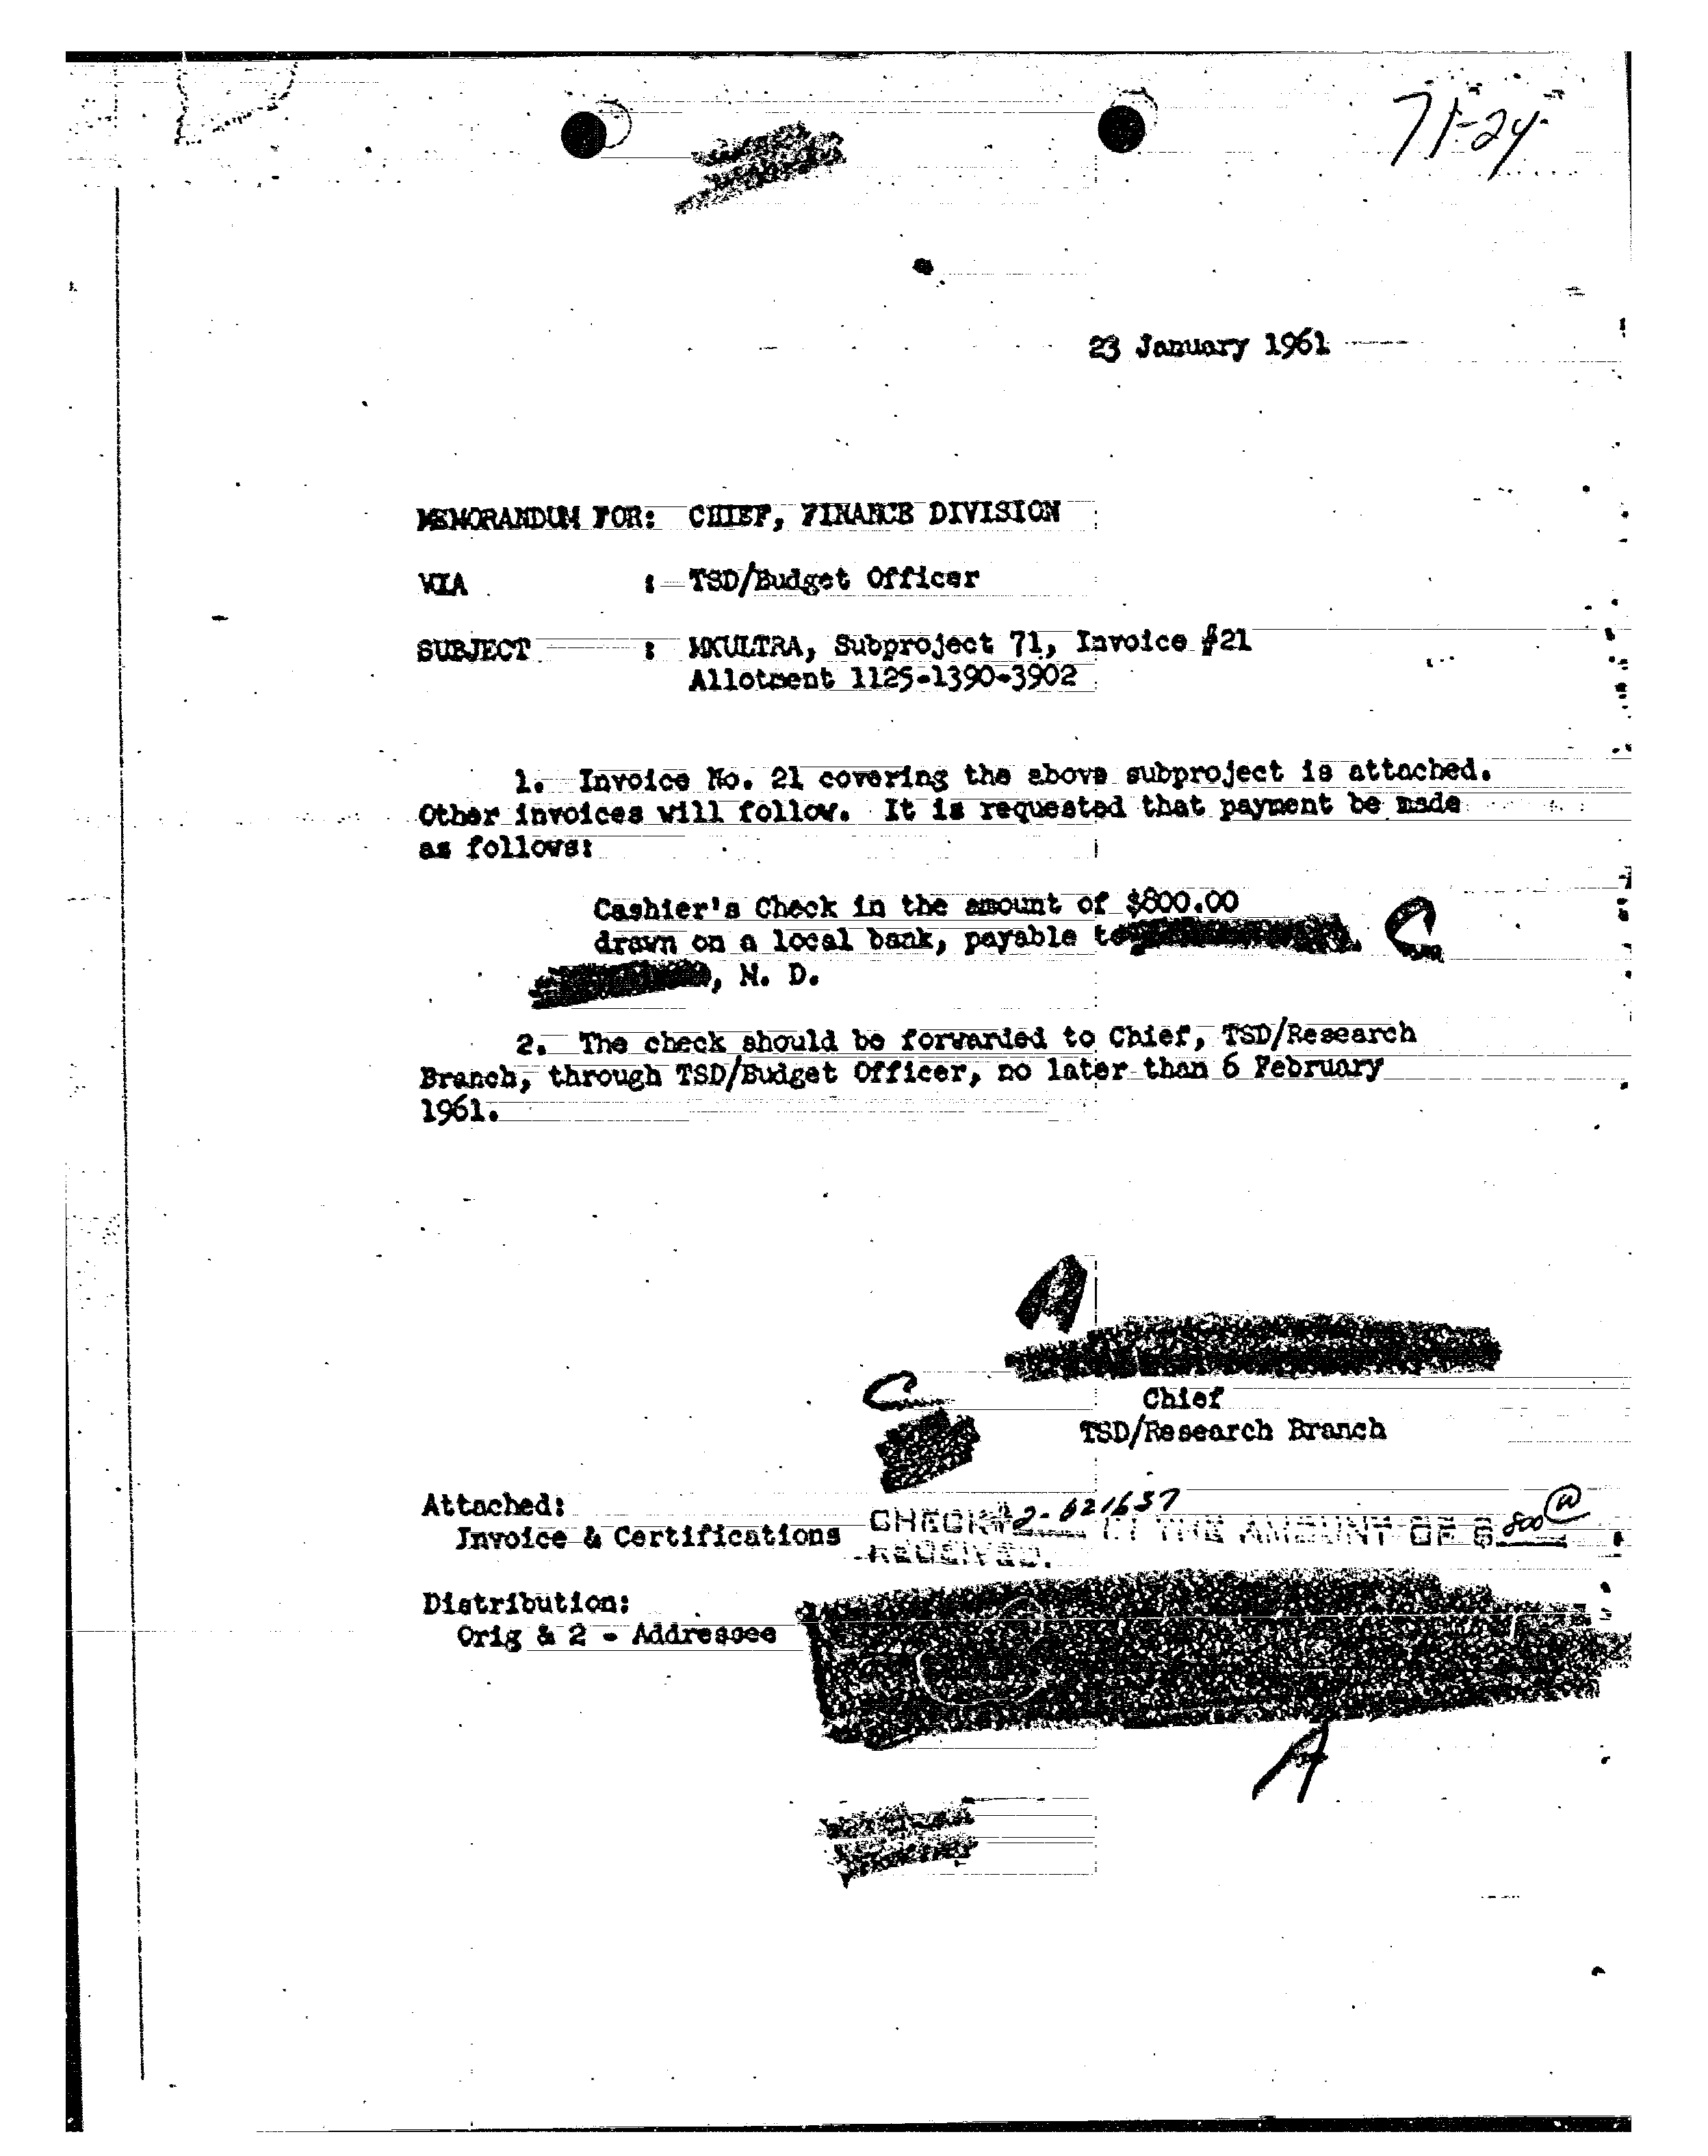 71-24
23 January 1961
MEMORANDUM FOR: CHIEF, FINANCE DIVISION
VIA : TSD/Budget Officer
SUBJECT : MKULTRA, Subproject 71, Invoice #21
Allotment 1125-1390-3902
1. Invoice No. 21 covering the above subproject is attached.
Other invoices will follow. It is requested that payment be made
as follows:
Cashier's Check in the amount of $800.00
drawn on a local bank, payable to
C
, M. D.
2. The check should be forwarded to Chief, TSD/Research
Branch, through TSD/Budget Officer, no later than 6 February
1961.
A
C
Chief
TSD/Research Branch
Attached:
Invoice & Certifications
CHECK # 2-621637 IN THE AMOUNT OF $ 800
RECEIVED.
Distribution:
Orig & 2 - Addressee
A